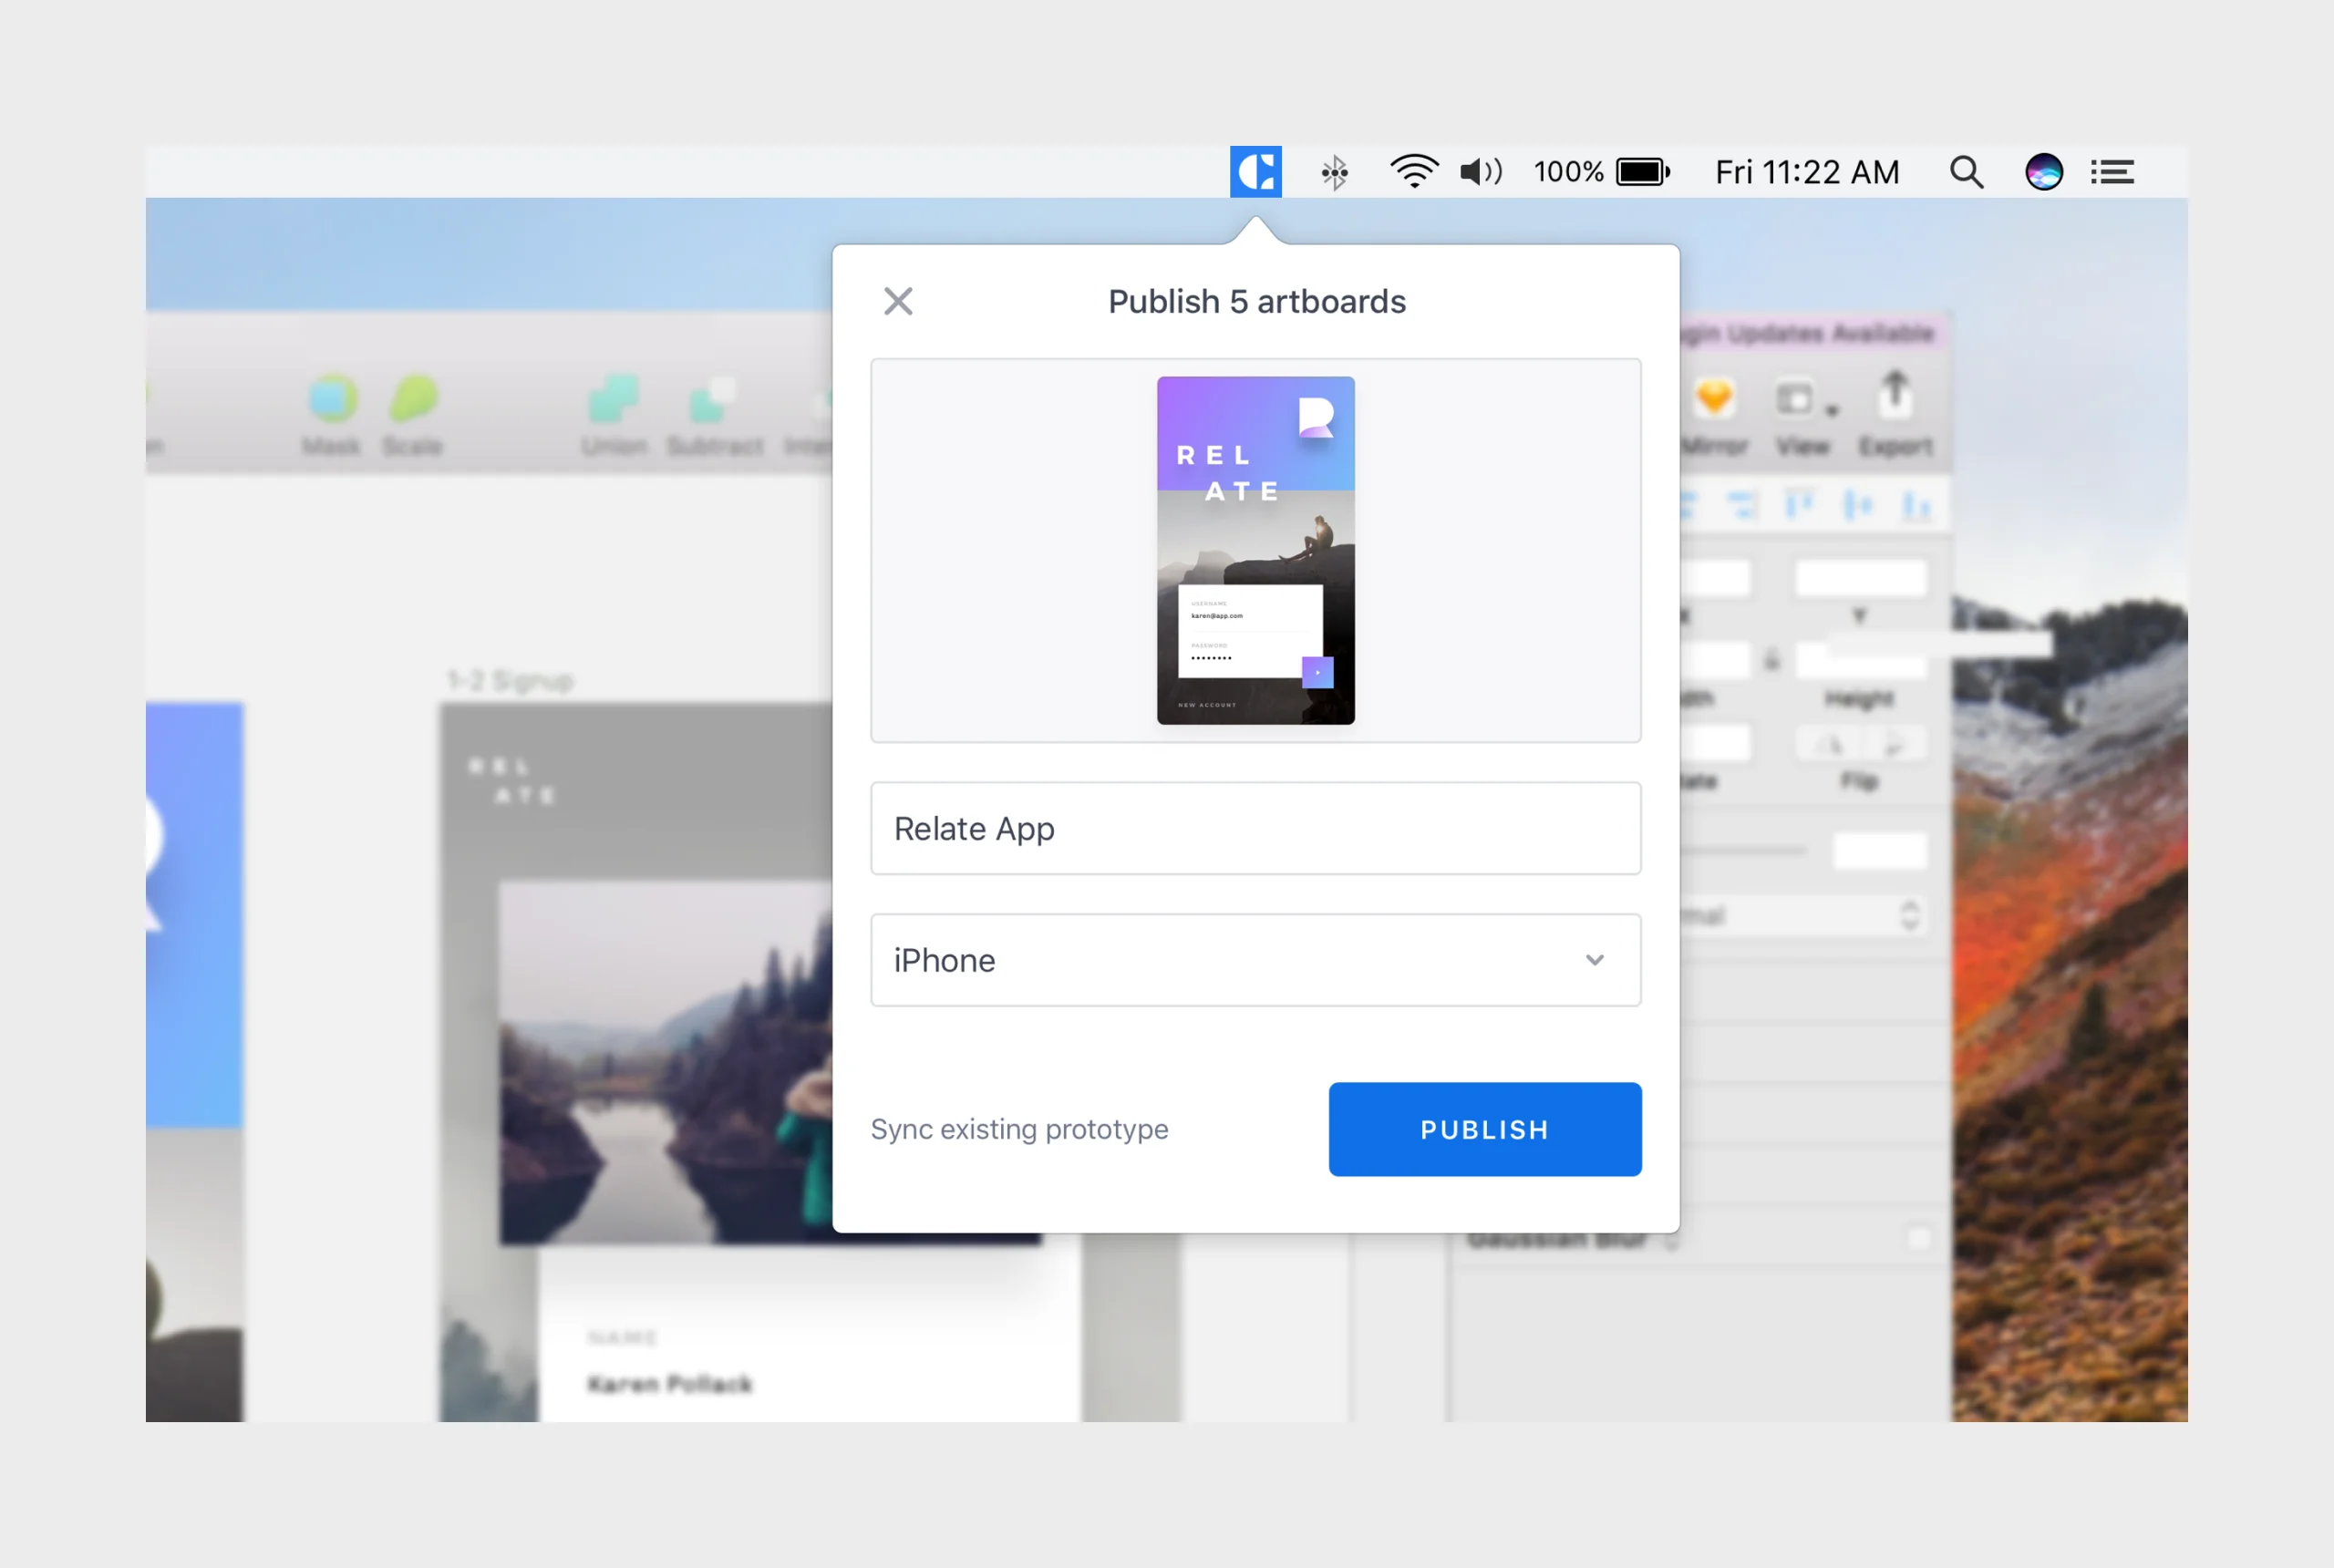 100%
Fri 11:22 AM
Publish 5 artboards
gin Updates Available
Mask
Scale
Union
Subtract
Mirror
View
Export
REL
ATE
USERNAME
karen@app.com
PASSWORD
NEW ACCOUNT
Y
Height
Flip
1-2 Signup
REL
ATE
Relate App
iPhone
Sync existing prototype
PUBLISH
Gaussian Blur
NAME
Karen Pollack